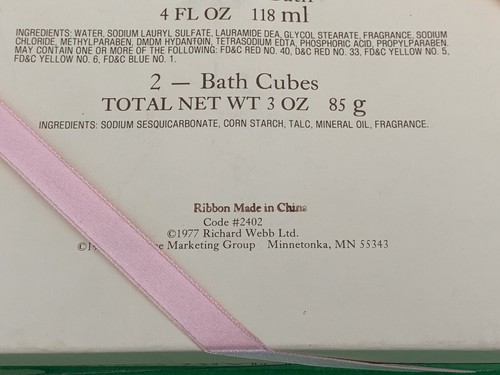 4 FL OZ 118 ml
INGREDIENTS: WATER, SODIUM LAURYL SULFATE, LAURAMIDE DEA, GLYCOL STEARATE, FRAGRANCE, SODIUM
CHLORIDE, METHYLPARABEN, DMDM HYDANTOIN, TETRASODIUM EDTA, PHOSPHORIC ACID, PROPYLPARABEN.
MAY CONTAIN ONE OR MORE OF THE FOLLOWING: FD&C RED NO. 40, D&C RED NO. 33, FD&C YELLOW NO. 5,
FD&C YELLOW NO. 6, FD&C BLUE NO. 1.
2 — Bath Cubes
TOTAL NET WT 3 OZ 85 g
INGREDIENTS: SODIUM SESQUICARBONATE, CORN STARCH, TALC, MINERAL OIL, FRAGRANCE.
Ribbon Made in China
Code #2402
©1977 Richard Webb Ltd.
Marketing Group Minnetonka, MN 55343